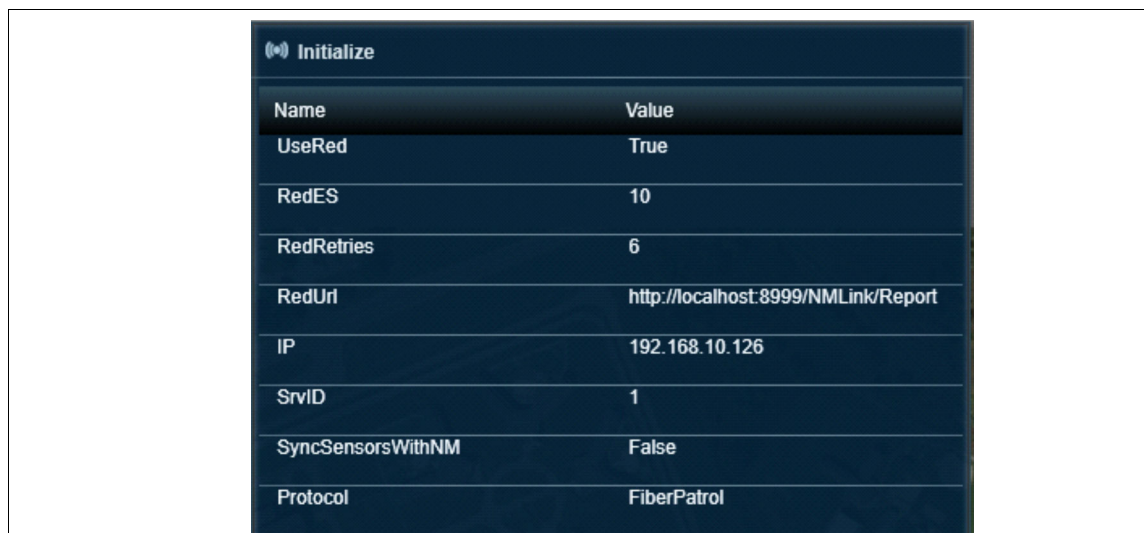 Initialize
Name Value
UseRed True
RedES 10
RedRetries 6
RedUrl http://localhost:8999/NMLink/Report
IP 192.168.10.126
SrvID 1
SyncSensorsWithNM False
Protocol FiberPatrol